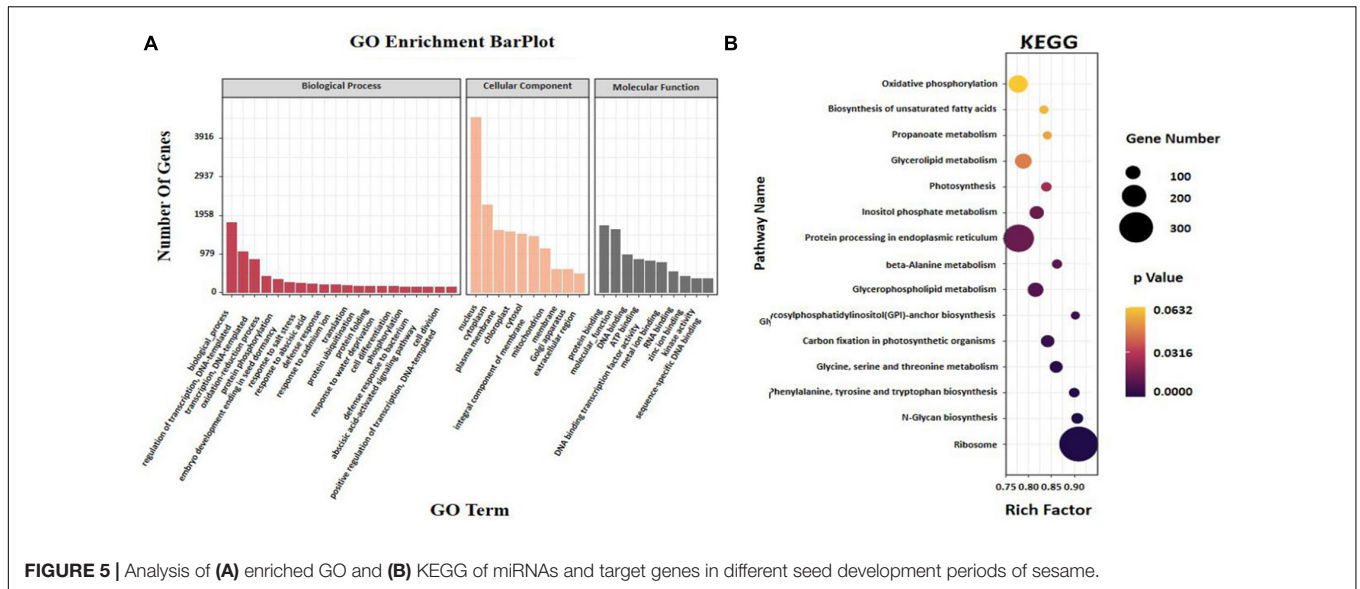 A
GO Enrichment BarPlot
Biological Process
Cellular Component
Molecular Function
Number Of Genes
3916
2937
1958
979
0
biological_process
regulation of transcription, DNA-templated
transcription, DNA-templated
oxidation-reduction process
protein phosphorylation
embryo development ending in seed dormancy
response to salt stress
response to abscisic acid
defense response
response to cadmium ion
translation
protein ubiquitination
protein folding
response to water deprivation
cell differentiation
phosphorylation
defense response to bacterium
abscisic acid-activated signaling pathway
cell division
positive regulation of transcription, DNA-templated
nucleus
cytoplasm
plasma membrane
chloroplast
cytosol
integral component of membrane
mitochondrion
membrane
Golgi apparatus
extracellular region
protein binding
molecular_function
DNA binding
ATP binding
DNA binding transcription factor activity
metal ion binding
RNA binding
zinc ion binding
kinase activity
sequence-specific DNA binding
GO Term
B
KEGG
Pathway Name
Oxidative phosphorylation
Biosynthesis of unsaturated fatty acids
Propanoate metabolism
Glycerolipid metabolism
Photosynthesis
Inositol phosphate metabolism
Protein processing in endoplasmic reticulum
beta-Alanine metabolism
Glycerophospholipid metabolism
cosylphosphatidylinositol(GPI)-anchor biosynthesis
Carbon fixation in photosynthetic organisms
Glycine, serine and threonine metabolism
Phenylalanine, tyrosine and tryptophan biosynthesis
N-Glycan biosynthesis
Ribosome
0.75 0.80 0.85 0.90
Rich Factor
Gene Number
100
200
300
p Value
0.0632
0.0316
0.0000
FIGURE 5 | Analysis of (A) enriched GO and (B) KEGG of miRNAs and target genes in different seed development periods of sesame.